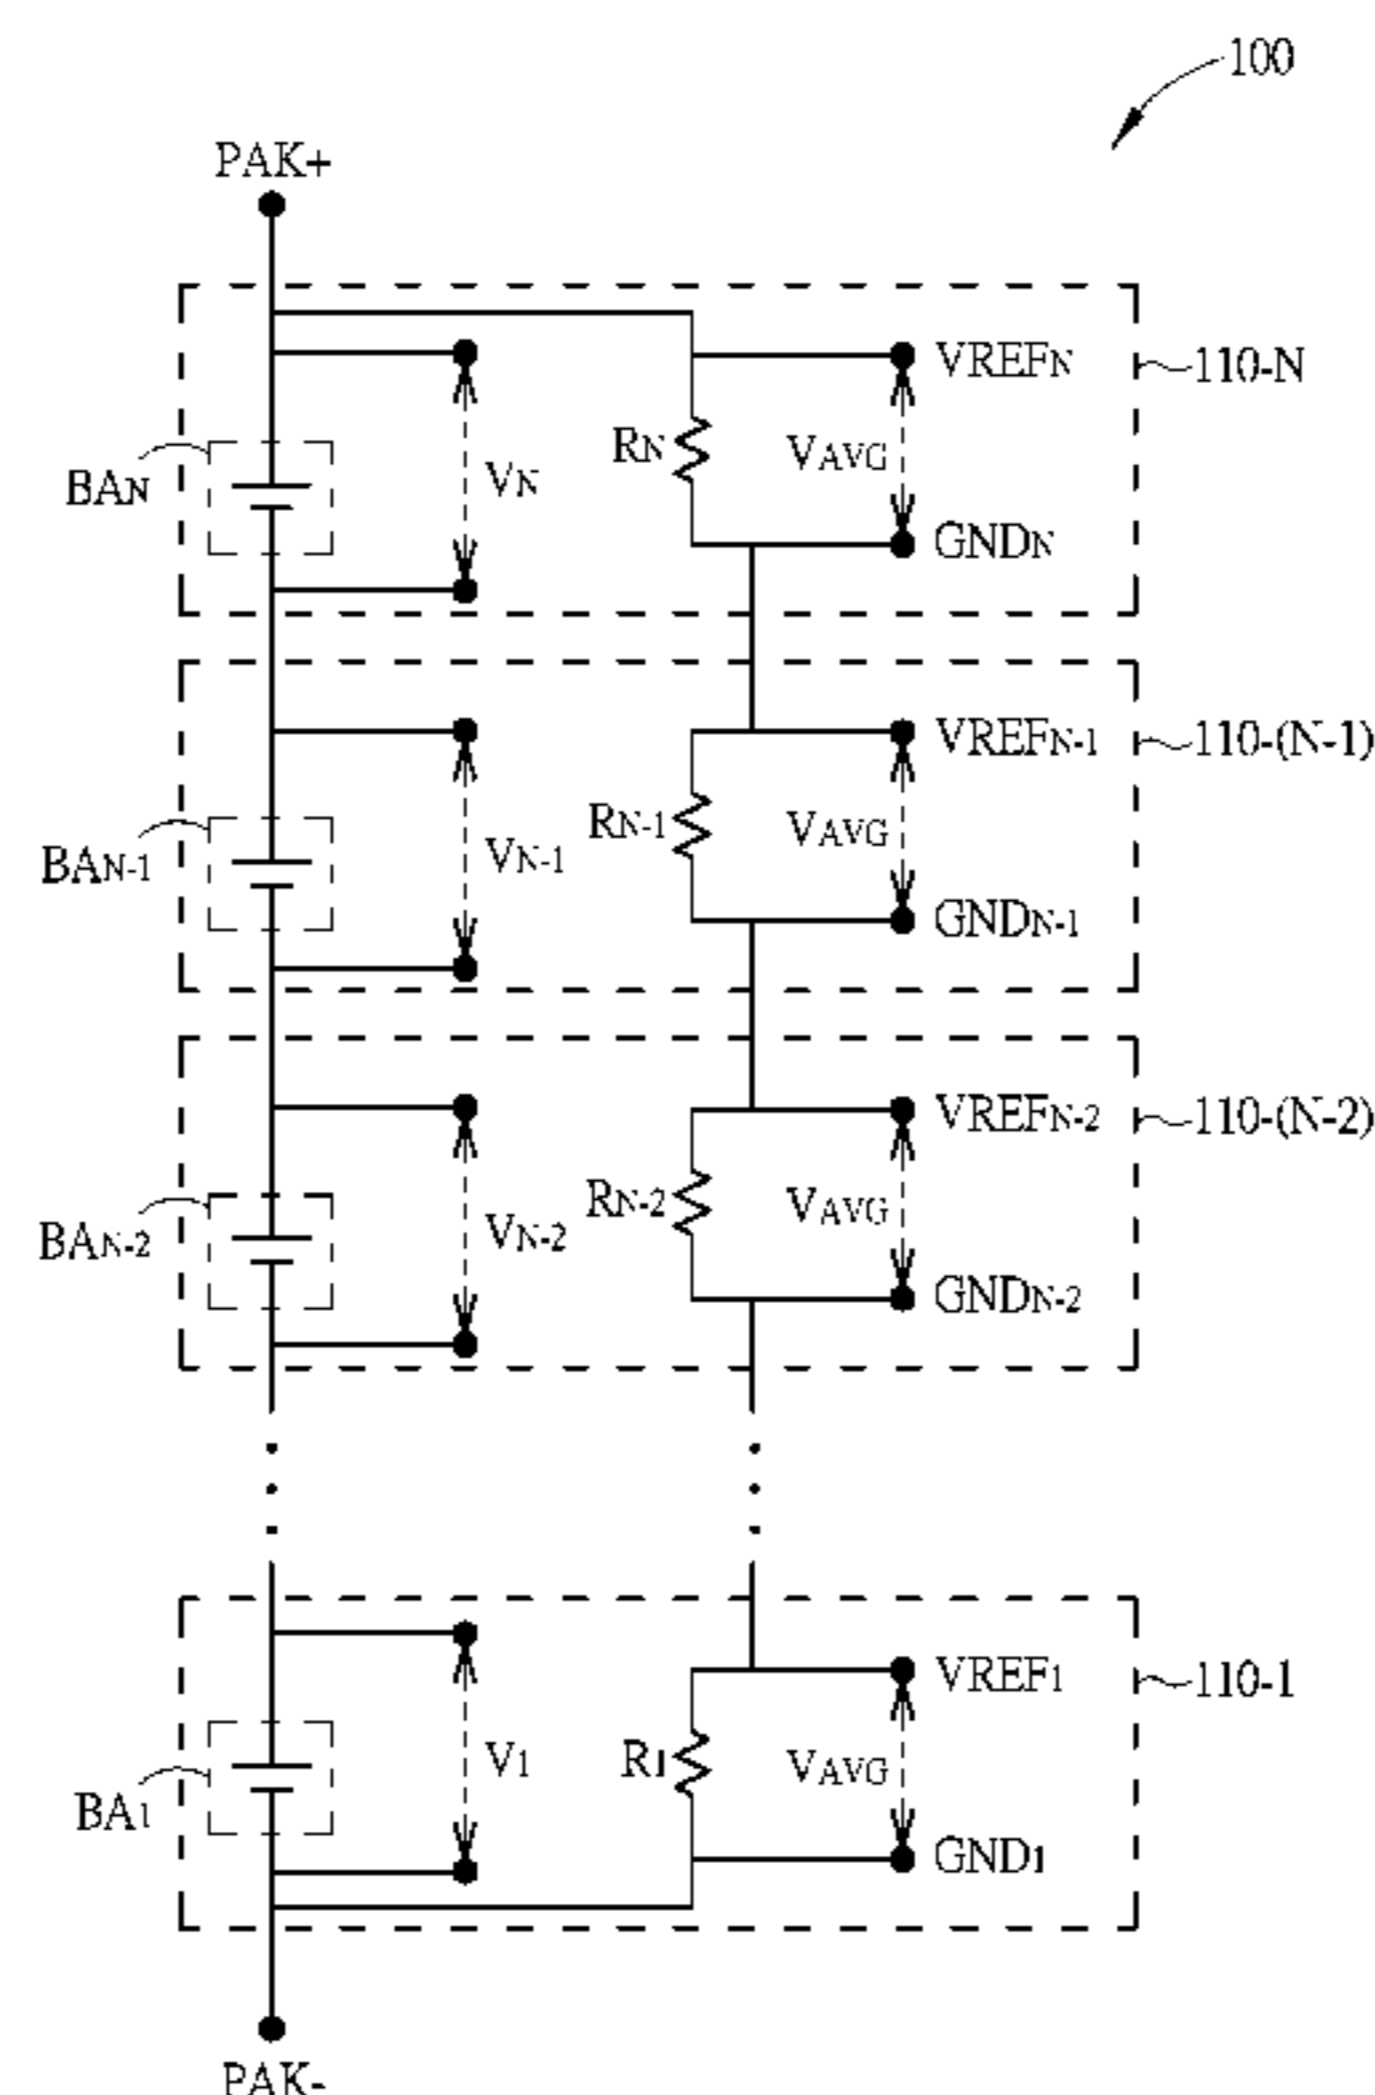 100
PAK+
VREFN
110-N
RN
VAVG
BAN
VN
GNDN
VREFN-1
110-(N-1)
RN-1
VAVG
BAN-1
VN-1
GNDN-1
VREFN-2
110-(N-2)
RN-2
VAVG
BAN-2
VN-2
GNDN-2
VREF1
110-1
R1
VAVG
BA1
V1
GND1
PAK-